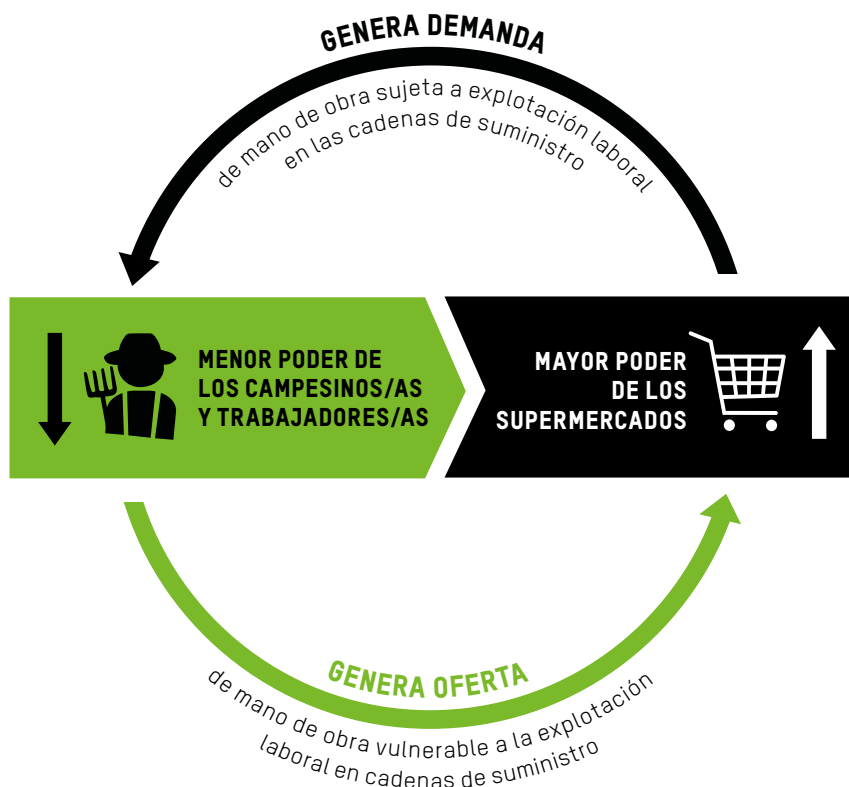 GENERA DEMANDA
de mano de obra sujeta a explotación laboral
en las cadenas de suministro
MENOR PODER DE
LOS CAMPESINOS/AS
Y TRABAJADORES/AS
MAYOR PODER
DE LOS
SUPERMERCADOS
GENERA OFERTA
de mano de obra vulnerable a la explotación
laboral en cadenas de suministro